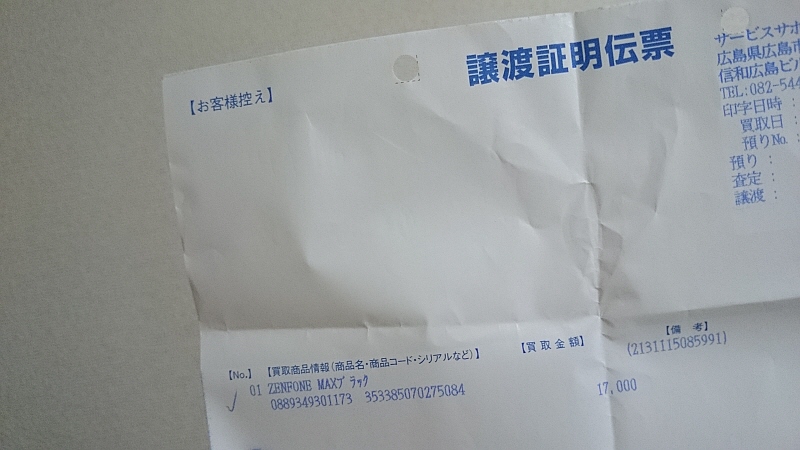 譲渡証明伝票
【お客様控え】
サービスサポ
広島県広島市
信和広島ビル
TEL:082-544
印字日時:
買取日:
預りNo.:
預り:
査定:
譲渡:
【No.】【買取商品情報(商品名・商品コード・シリアルなど)】 【買取金額】 【備考】
(2131115085991)
01 ZENFONE MAXブラック
0889349301173 353385070275084 17,000